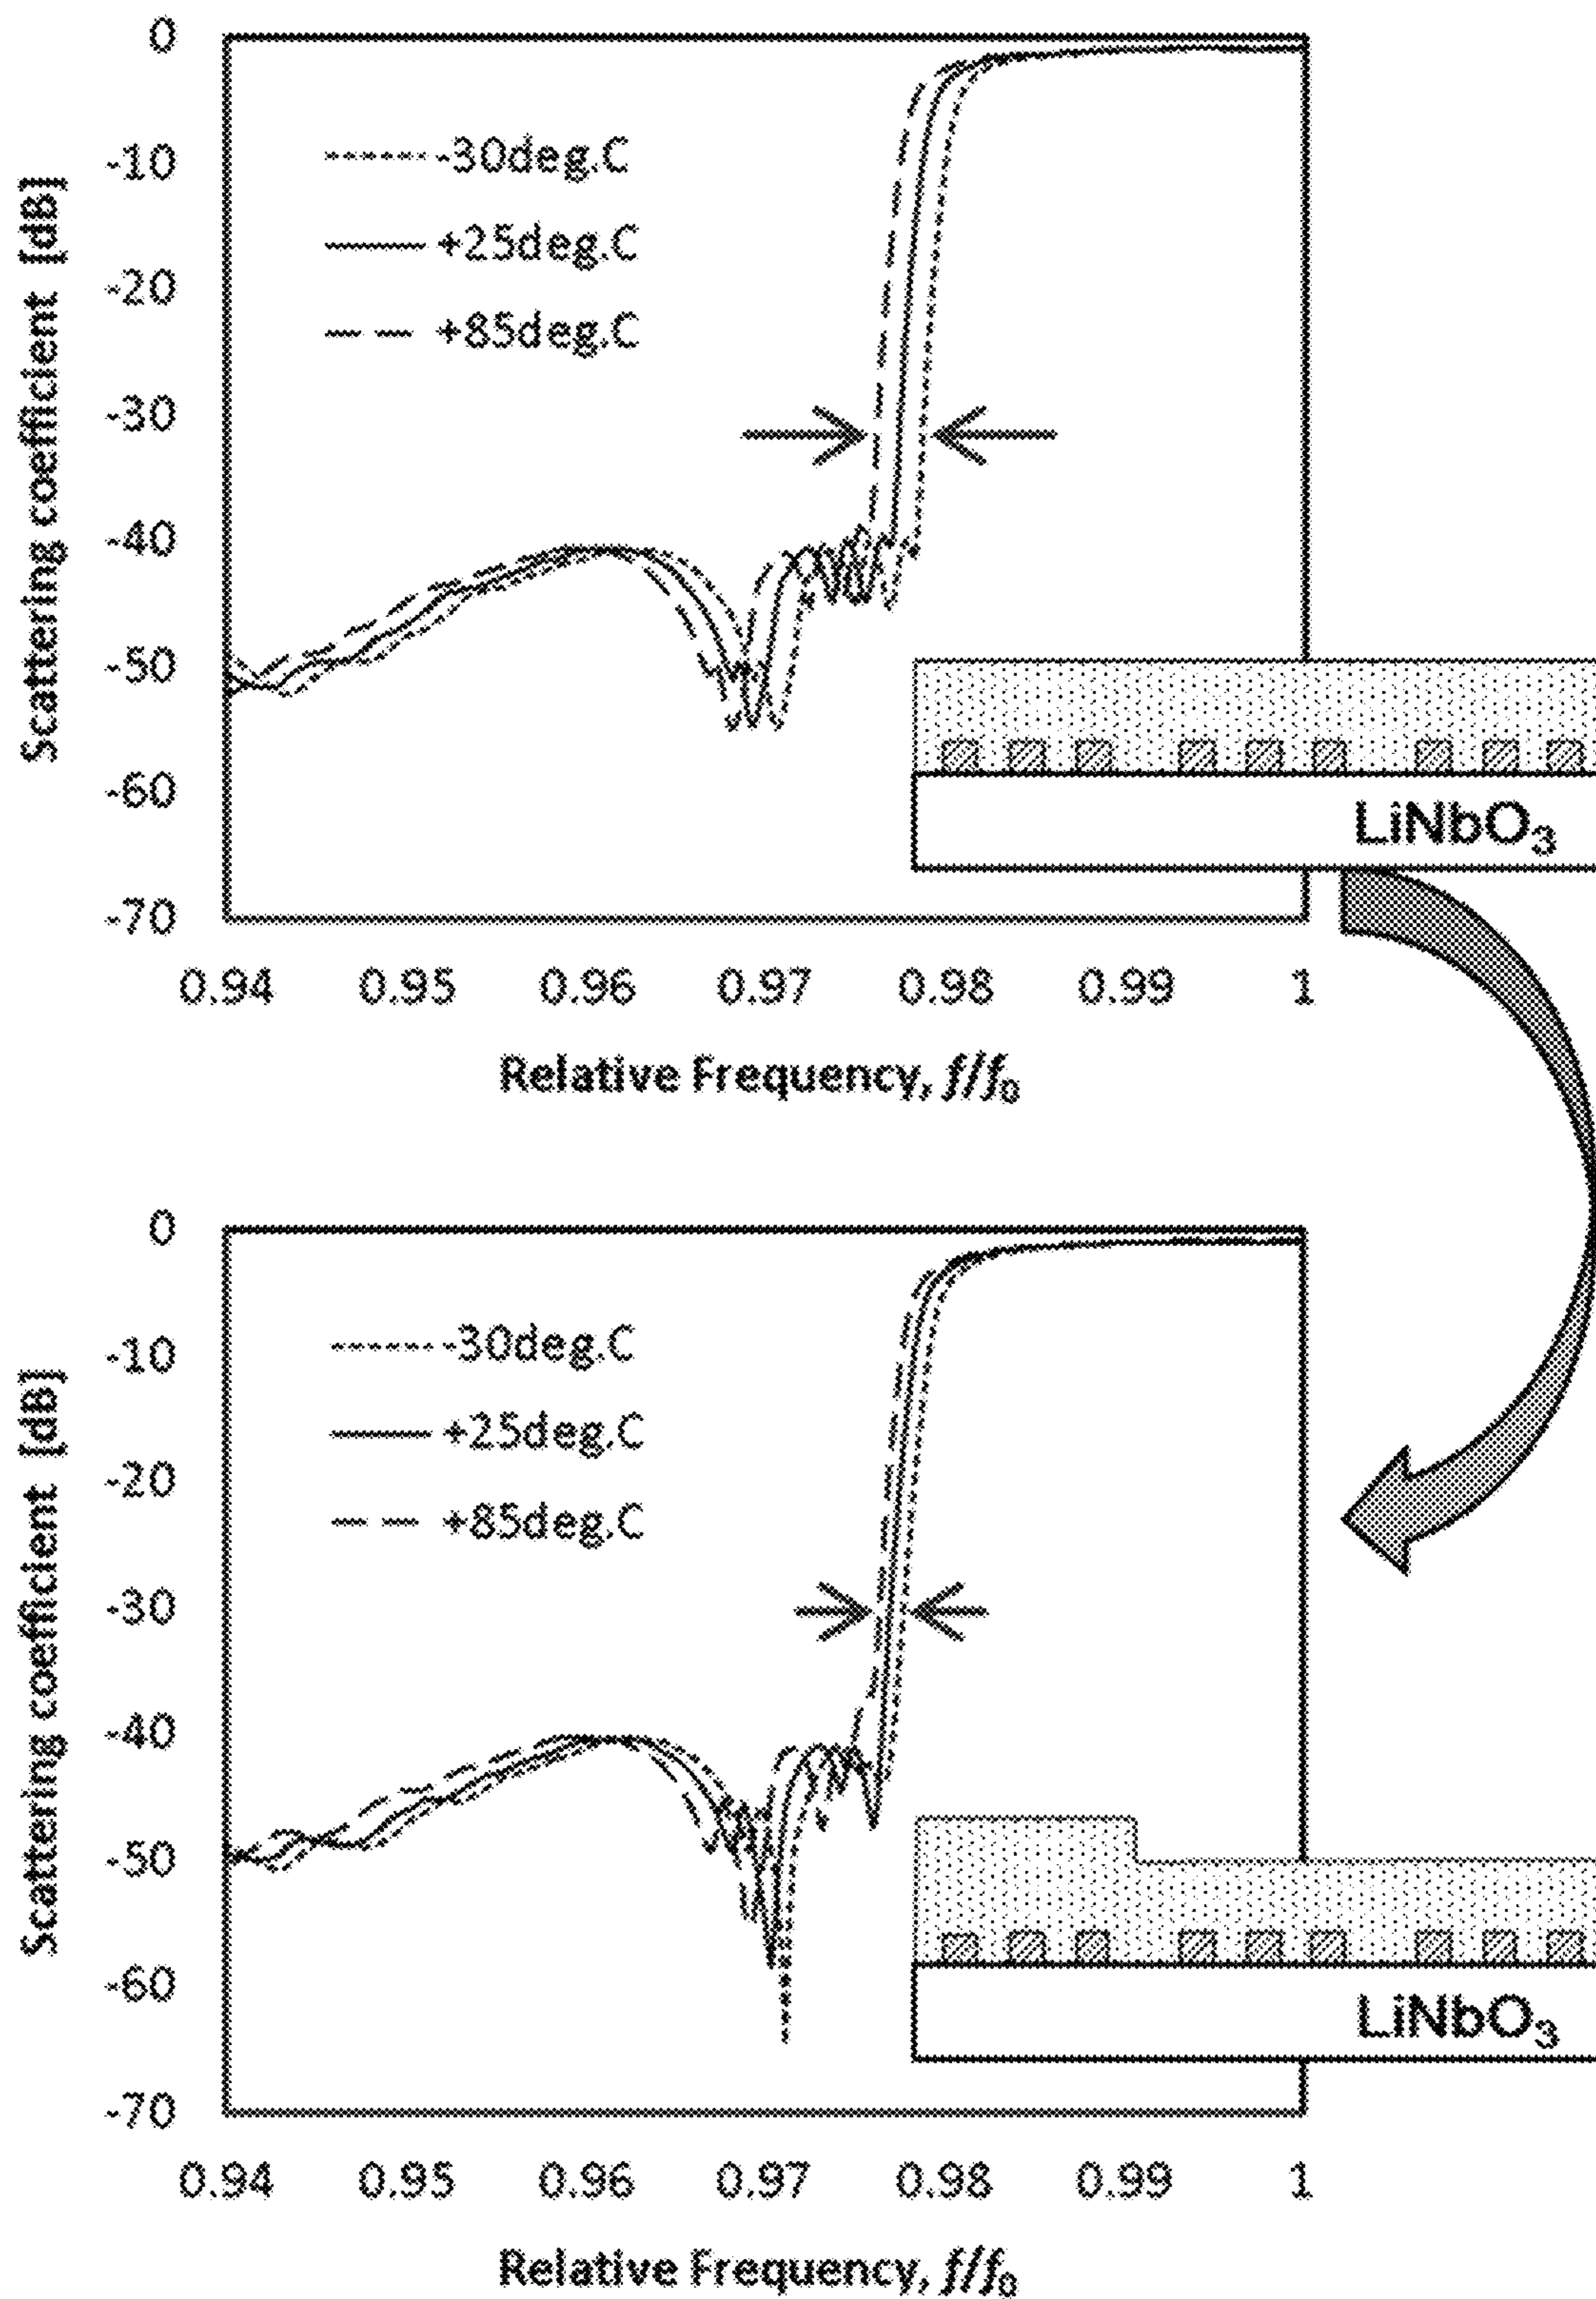 0
-10
-20
-30
-40
-50
-60
-70
Scattering coefficient [dB]
-30deg.C
+25deg.C
+85deg.C
LiNbO₃
0.94 0.95 0.96 0.97 0.98 0.99 1
Relative Frequency, f/f₀
0
-10
-20
-30
-40
-50
-60
-70
Scattering coefficient [dB]
-30deg.C
+25deg.C
+85deg.C
LiNbO₃
0.94 0.95 0.96 0.97 0.98 0.99 1
Relative Frequency, f/f₀